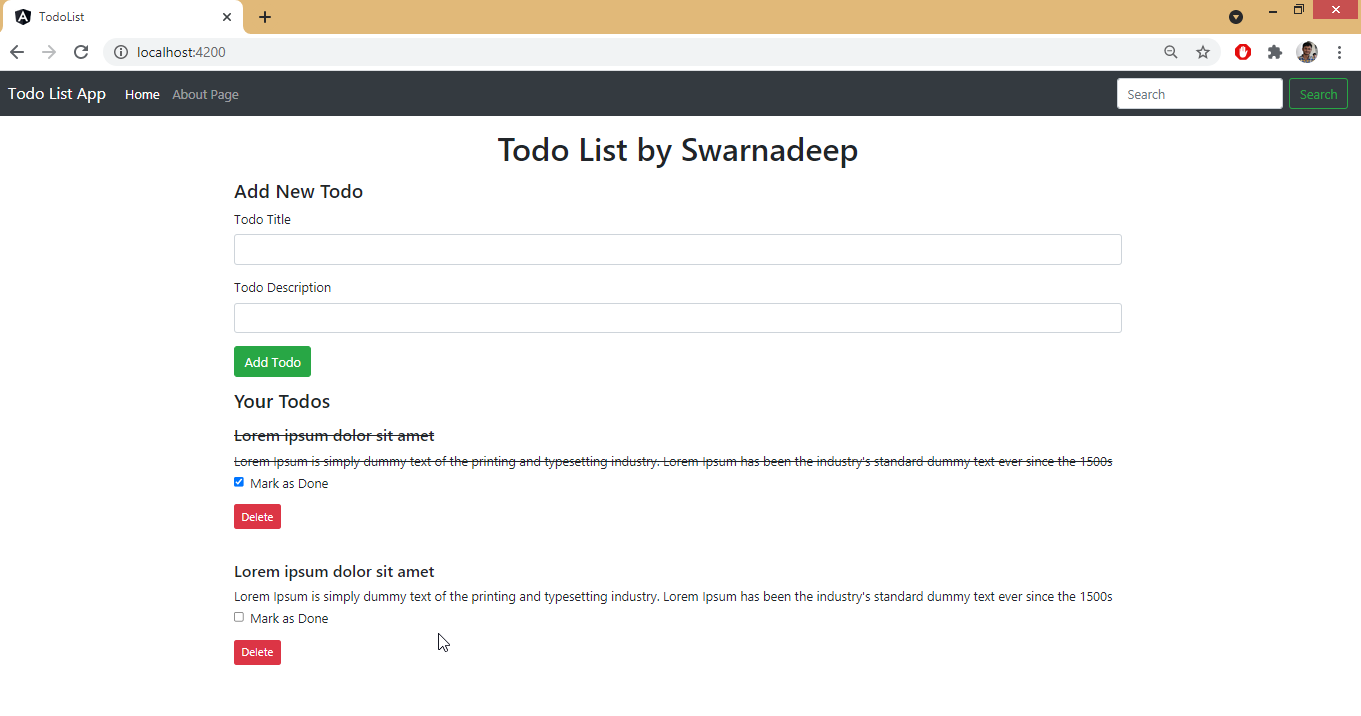 TodoList
localhost:4200
Todo List App Home About Page Search Search
Todo List by Swarnadeep
Add New Todo
Todo Title
Todo Description
Add Todo
Your Todos
Lorem ipsum dolor sit amet
Lorem Ipsum is simply dummy text of the printing and typesetting industry. Lorem Ipsum has been the industry's standard dummy text ever since the 1500s
Mark as Done
Delete
Lorem ipsum dolor sit amet
Lorem Ipsum is simply dummy text of the printing and typesetting industry. Lorem Ipsum has been the industry's standard dummy text ever since the 1500s
Mark as Done
Delete